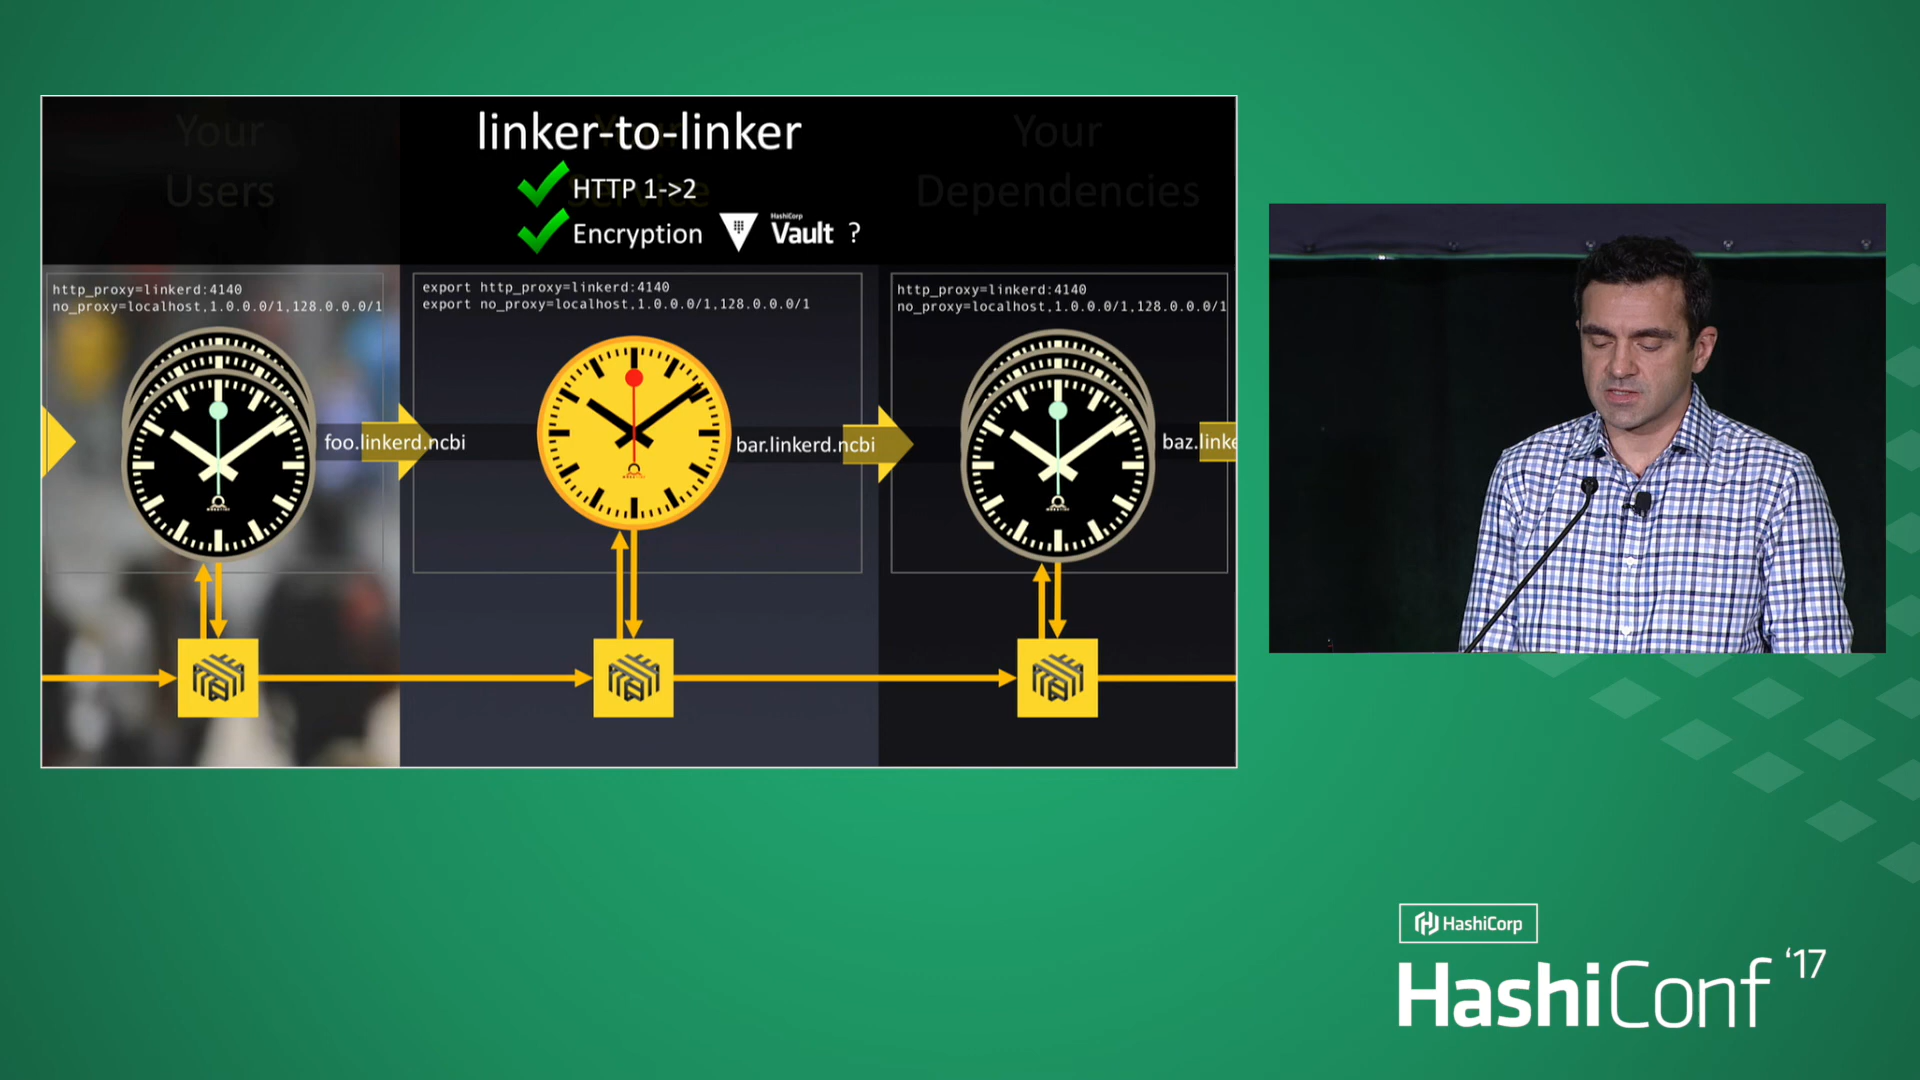 linker-to-linker
Your
Users
Your
Dependencies
HTTP 1->2
Encryption HashiCorp Vault ?
http_proxy=linkerd:4140
no_proxy=localhost,1.0.0.0/1,128.0.0.0/1
export http_proxy=linkerd:4140
export no_proxy=localhost,1.0.0.0/1,128.0.0.0/1
http_proxy=linkerd:4140
no_proxy=localhost,1.0.0.0/1,128.0.0.0/1
foo.linkerd.ncbi
bar.linkerd.ncbi
baz.linke
HashiCorp
HashiConf '17